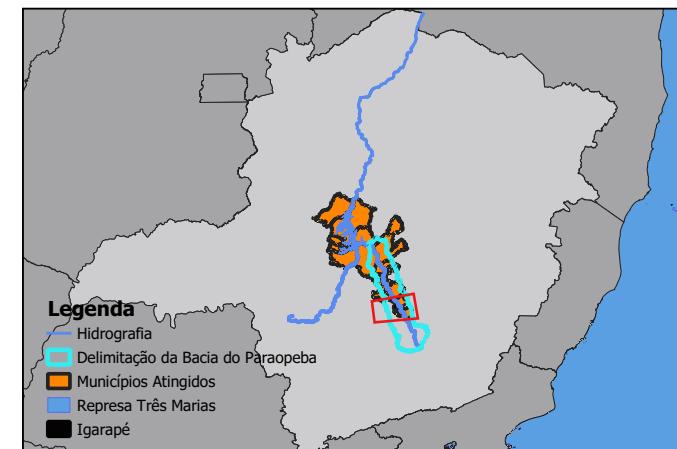 Legenda
Hidrografia
Delimitação da Bacia do Paraopeba
Municípios Atingidos
Represa Três Marias
Igarapé